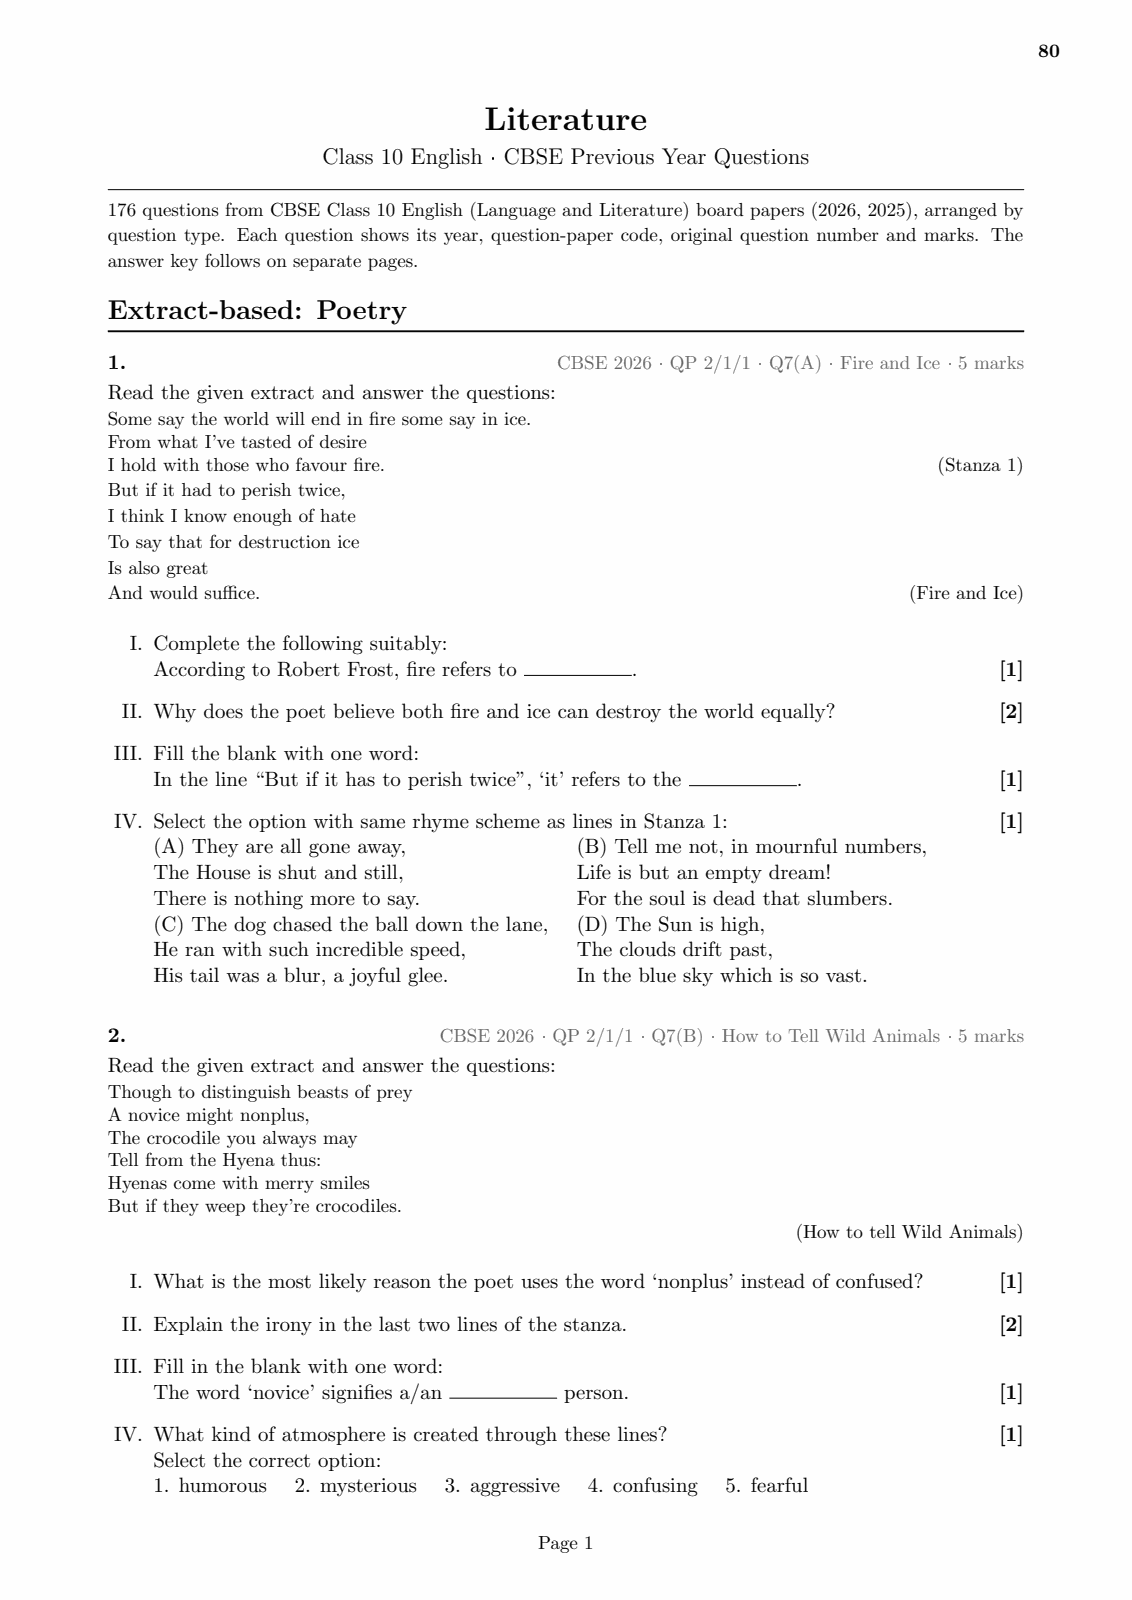 80
Literature
Class 10 English · CBSE Previous Year Questions
176 questions from CBSE Class 10 English (Language and Literature) board papers (2026, 2025), arranged by
question type. Each question shows its year, question-paper code, original question number and marks. The
answer key follows on separate pages.
Extract-based: Poetry
1. CBSE 2026 · QP 2/1/1 · Q7(A) · Fire and Ice · 5 marks
Read the given extract and answer the questions:
Some say the world will end in fire some say in ice.
From what I've tasted of desire
I hold with those who favour fire. (Stanza 1)
But if it had to perish twice,
I think I know enough of hate
To say that for destruction ice
Is also great
And would suffice. (Fire and Ice)
I. Complete the following suitably:
According to Robert Frost, fire refers to __________. [1]
II. Why does the poet believe both fire and ice can destroy the world equally? [2]
III. Fill the blank with one word:
In the line “But if it has to perish twice”, ‘it’ refers to the __________. [1]
IV. Select the option with same rhyme scheme as lines in Stanza 1: [1]
(A) They are all gone away, (B) Tell me not, in mournful numbers,
The House is shut and still, Life is but an empty dream!
There is nothing more to say. For the soul is dead that slumbers.
(C) The dog chased the ball down the lane, (D) The Sun is high,
He ran with such incredible speed, The clouds drift past,
His tail was a blur, a joyful glee. In the blue sky which is so vast.
2. CBSE 2026 · QP 2/1/1 · Q7(B) · How to Tell Wild Animals · 5 marks
Read the given extract and answer the questions:
Though to distinguish beasts of prey
A novice might nonplus,
The crocodile you always may
Tell from the Hyena thus:
Hyenas come with merry smiles
But if they weep they're crocodiles.
(How to tell Wild Animals)
I. What is the most likely reason the poet uses the word ‘nonplus’ instead of confused? [1]
II. Explain the irony in the last two lines of the stanza. [2]
III. Fill in the blank with one word:
The word ‘novice’ signifies a/an __________ person. [1]
IV. What kind of atmosphere is created through these lines? [1]
Select the correct option:
1. humorous 2. mysterious 3. aggressive 4. confusing 5. fearful
Page 1